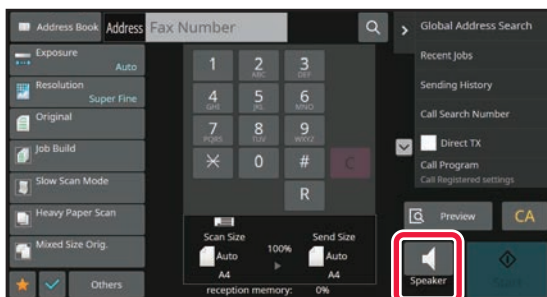 Address Book
Address
Fax Number
Global Address Search
Exposure
Auto
Resolution
Super Fine
Original
Job Build
Slow Scan Mode
Heavy Paper Scan
Mixed Size Orig.
Others
1
2
ABC
3
DEF
4
GHI
5
JKL
6
MNO
7
PQRS
8
TUV
9
WXYZ
0
#
C
R
Scan Size
Send Size
Auto
100%
Auto
A4
A4
reception memory: 0%
Recent Jobs
Sending History
Call Search Number
Direct TX
Call Program
Call Registered settings
Preview
CA
Speaker
Start